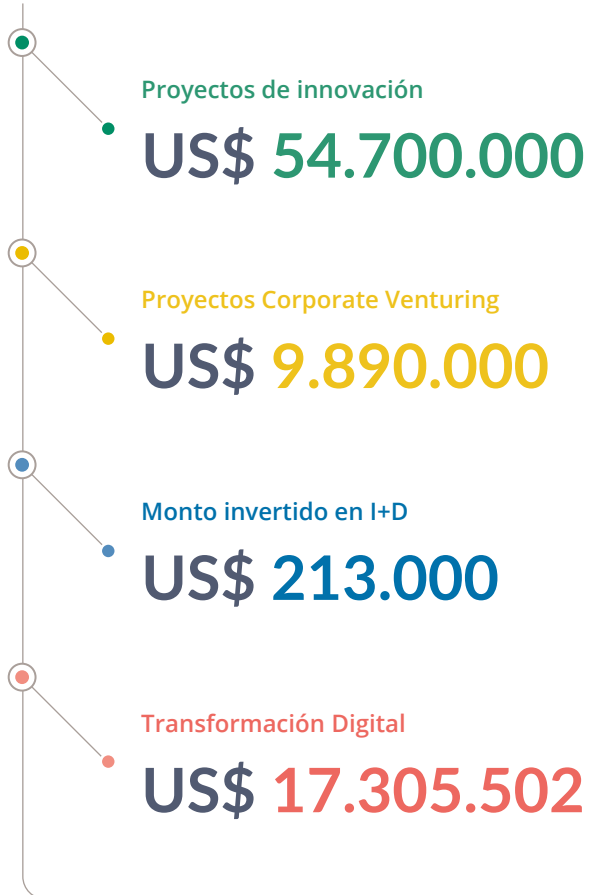 Proyectos de innovación
US$ 54.700.000
Proyectos Corporate Venturing
US$ 9.890.000
Monto invertido en I+D
US$ 213.000
Transformación Digital
US$ 17.305.502